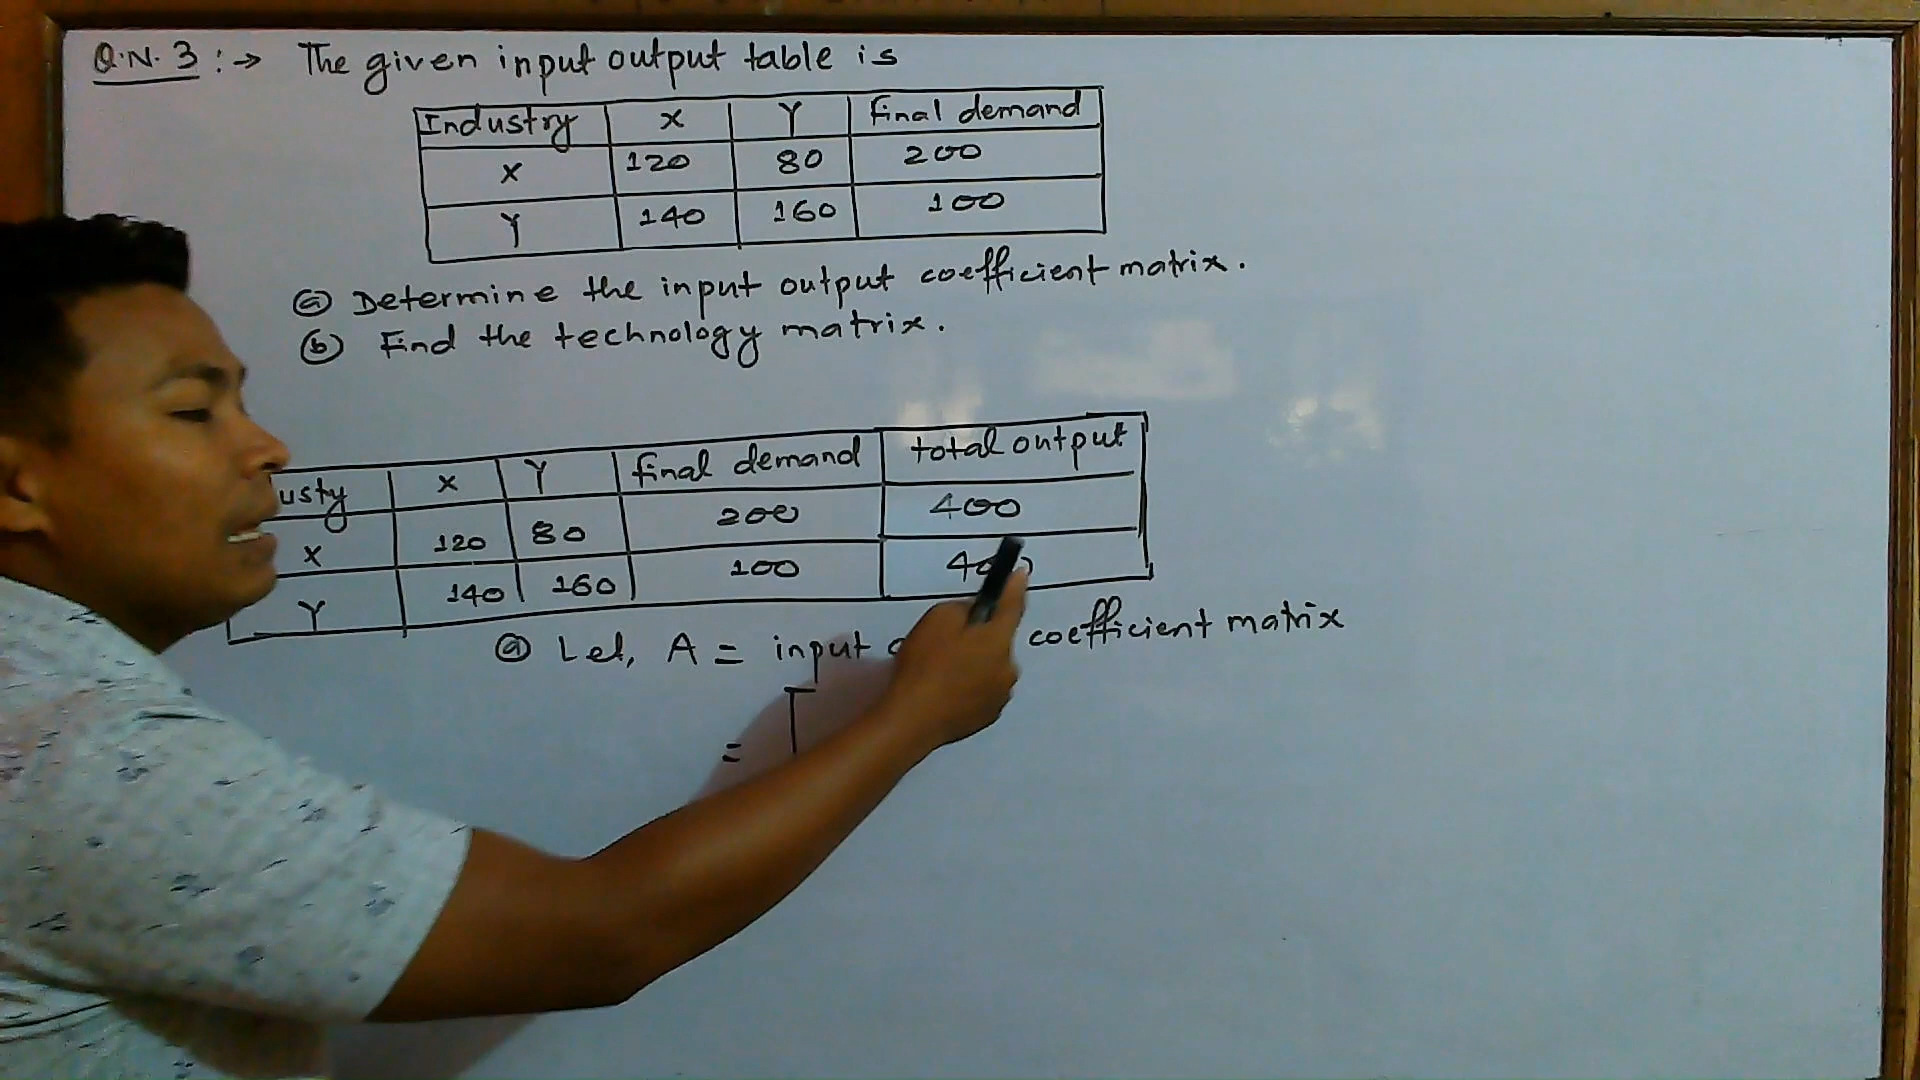 Q.N. 3 :→ The given input output table is
Industry X Y final demand
X 120 80 200
Y 140 160 100
ⓐ Determine the input output coefficient matrix.
ⓑ Find the technology matrix.
usty X Y final demand total output
X 120 80 200 400
Y 140 160 100
ⓐ Let, A = input coefficient matrix
= [